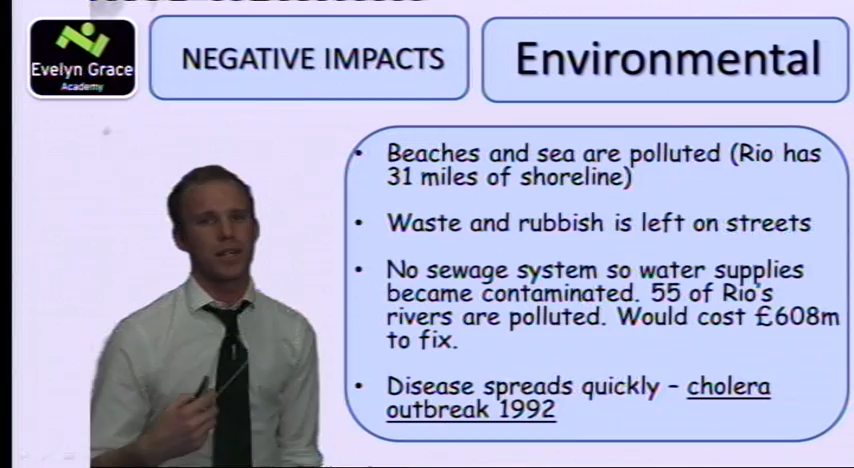 Evelyn Grace
Academy
NEGATIVE IMPACTS
Environmental
• Beaches and sea are polluted (Rio has
31 miles of shoreline)
• Waste and rubbish is left on streets
• No sewage system so water supplies
became contaminated. 55 of Rio's
rivers are polluted. Would cost £608m
to fix.
• Disease spreads quickly – cholera
outbreak 1992